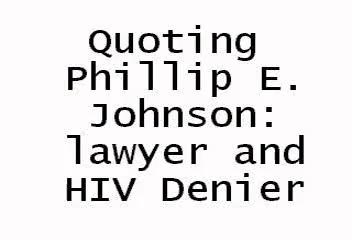 Quoting
Phillip E.
Johnson:
lawyer and
HIV Denier